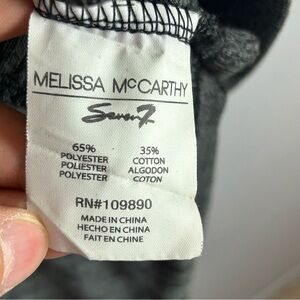 MELISSA McCARTHY
Seven7
65% 35%
POLYESTER COTTON
POLIESTER ALGODON
POLYESTER COTON
RN#109890
MADE IN CHINA
HECHO EN CHINA
FAIT EN CHINE